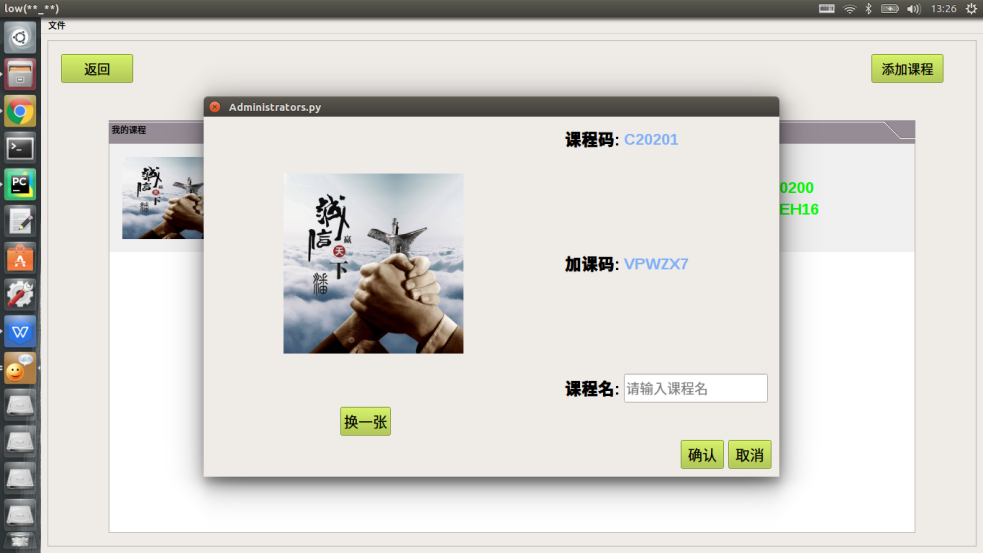 low(**_**)
13:26
文件
返回
添加课程
Administrators.py
我的课程
课程码: C20201
0200
EH16
诚信
赢
天
下
加课码: VPWZX7
课程名: 请输入课程名
换一张
确认 取消
PC